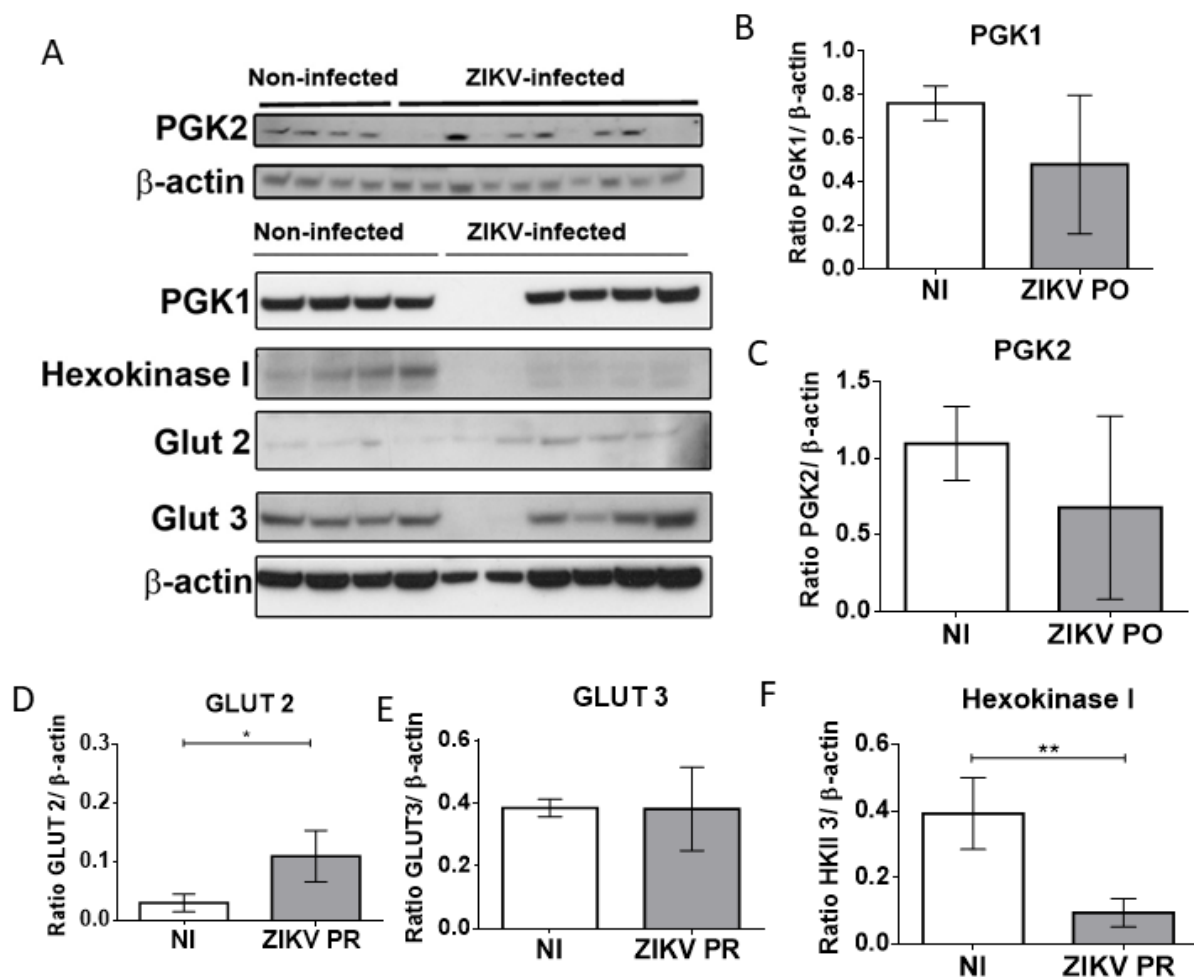 A
Non-infected ZIKV-infected
PGK2
β-actin
Non-infected ZIKV-infected
PGK1
Hexokinase I
Glut 2
Glut 3
β-actin
B
PGK1
Ratio PGK1/ β-actin
1.0
0.8
0.6
0.4
0.2
0.0
NI ZIKV PO
C
PGK2
Ratio PGK2/ β-actin
1.5
1.0
0.5
0.0
NI ZIKV PO
D
GLUT 2
Ratio GLUT 2/ β-actin
0.3
*
0.2
0.1
0.0
NI ZIKV PR
E
GLUT 3
Ratio GLUT3/ β-actin
0.6
0.4
0.2
0.0
NI ZIKV PR
F
Hexokinase I
Ratio HKII 3/ β-actin
0.6
**
0.4
0.2
0.0
NI ZIKV PR